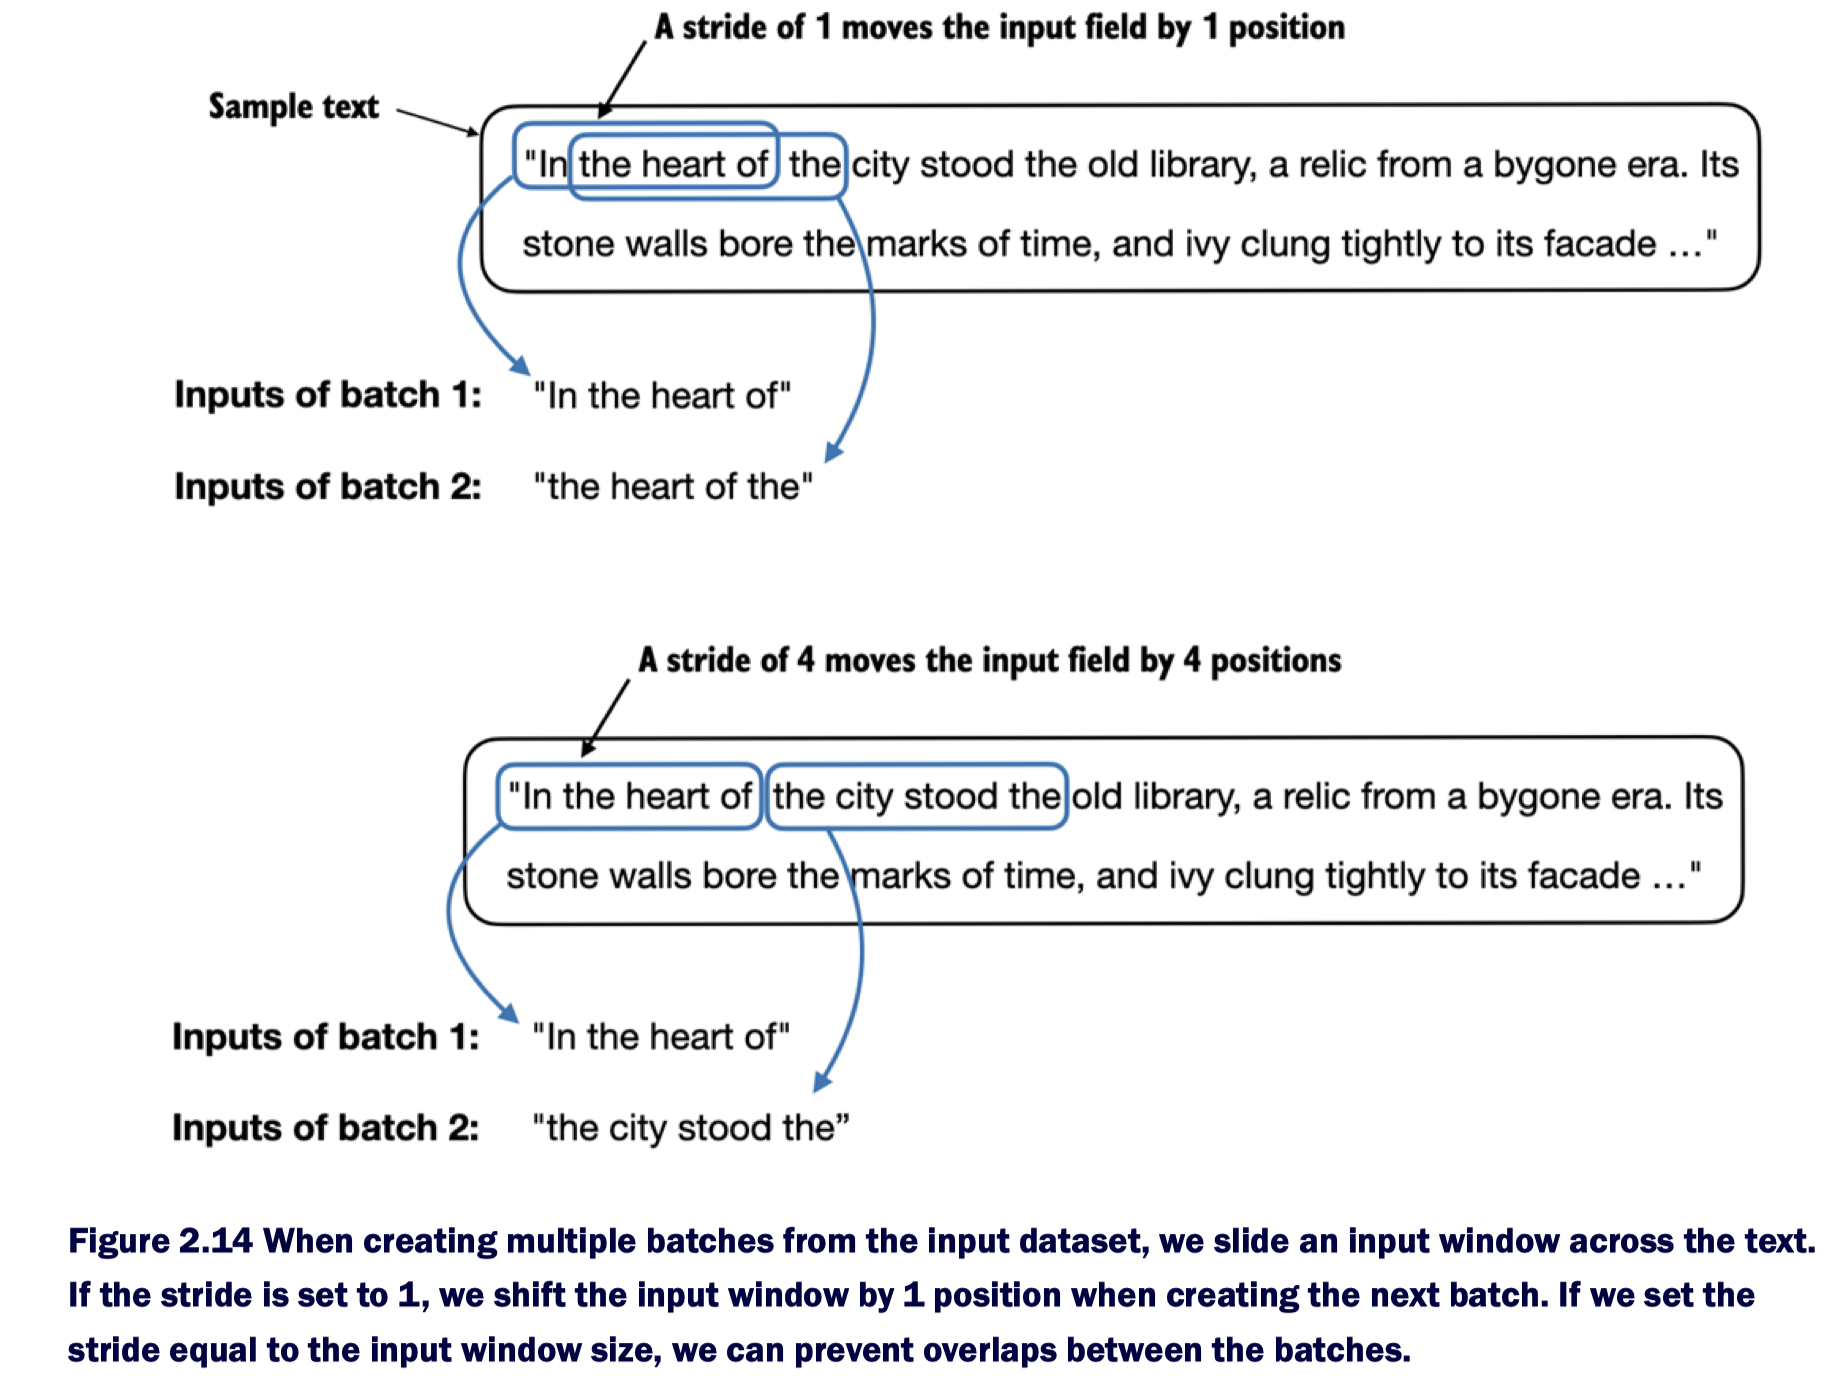 A stride of 1 moves the input field by 1 position
Sample text
"In the heart of the city stood the old library, a relic from a bygone era. Its
stone walls bore the marks of time, and ivy clung tightly to its facade ..."
Inputs of batch 1: "In the heart of"
Inputs of batch 2: "the heart of the"
A stride of 4 moves the input field by 4 positions
"In the heart of the city stood the old library, a relic from a bygone era. Its
stone walls bore the marks of time, and ivy clung tightly to its facade ..."
Inputs of batch 1: "In the heart of"
Inputs of batch 2: "the city stood the”
Figure 2.14 When creating multiple batches from the input dataset, we slide an input window across the text.
If the stride is set to 1, we shift the input window by 1 position when creating the next batch. If we set the
stride equal to the input window size, we can prevent overlaps between the batches.